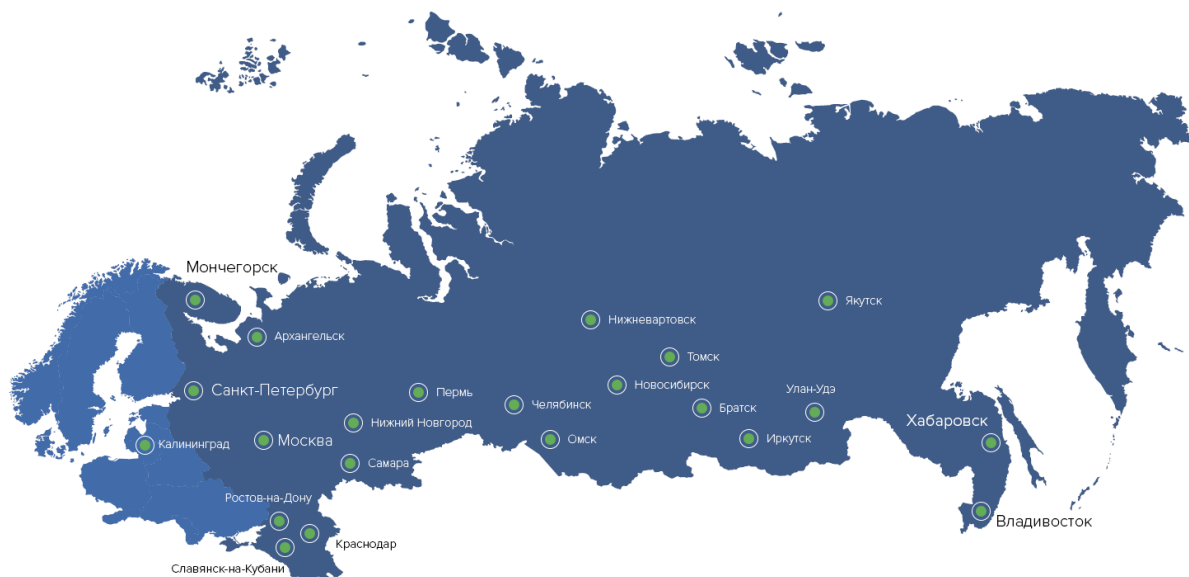 Мончегорск
Якутск
Нижневартовск
Архангельск
Томск
Новосибирск
Улан-Удэ
Санкт-Петербург
Пермь
Челябинск
Братск
Хабаровск
Нижний Новгород
Калининград
Москва
Омск
Иркутск
Самара
Ростов-на-Дону
Владивосток
Краснодар
Славянск-на-Кубани